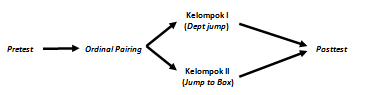 Kelompok I
(Dept jump)
Pretest
Ordinal Pairing
Posttest
Kelompok II
(Jump to Box)